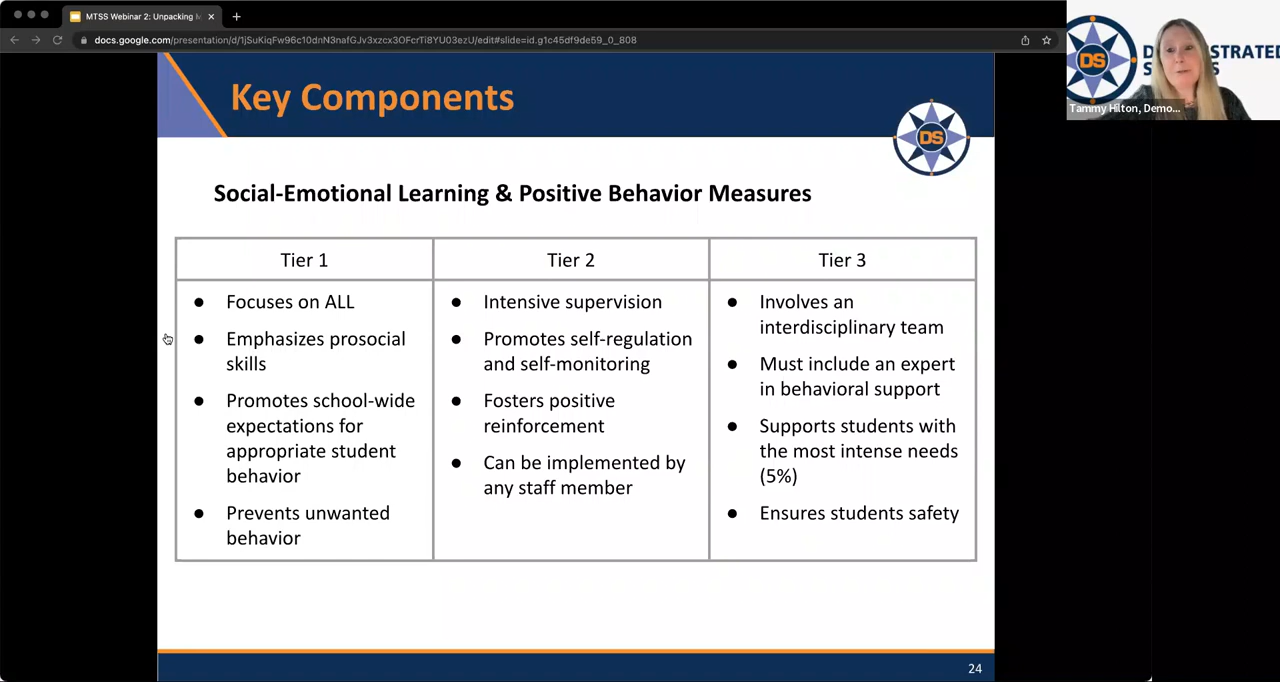 MTSS Webinar 2: Unpacking M
docs.google.com/presentation/d/1jSuKiqFw96c10dnN3nafGJv3xzcx3OFcrTi8YU03ezU/edit#slide=id.g1c45df9de59_0_808
Key Components
DS
DS
STRATED
S
Tammy Hilton, Demo...
Social-Emotional Learning & Positive Behavior Measures
Tier 1
Focuses on ALL
Emphasizes prosocial
skills
Promotes school-wide
expectations for
appropriate student
behavior
Prevents unwanted
behavior
Tier 2
Intensive supervision
Promotes self-regulation
and self-monitoring
Fosters positive
reinforcement
Can be implemented by
any staff member
Tier 3
Involves an
interdisciplinary team
Must include an expert
in behavioral support
Supports students with
the most intense needs
(5%)
Ensures students safety
24